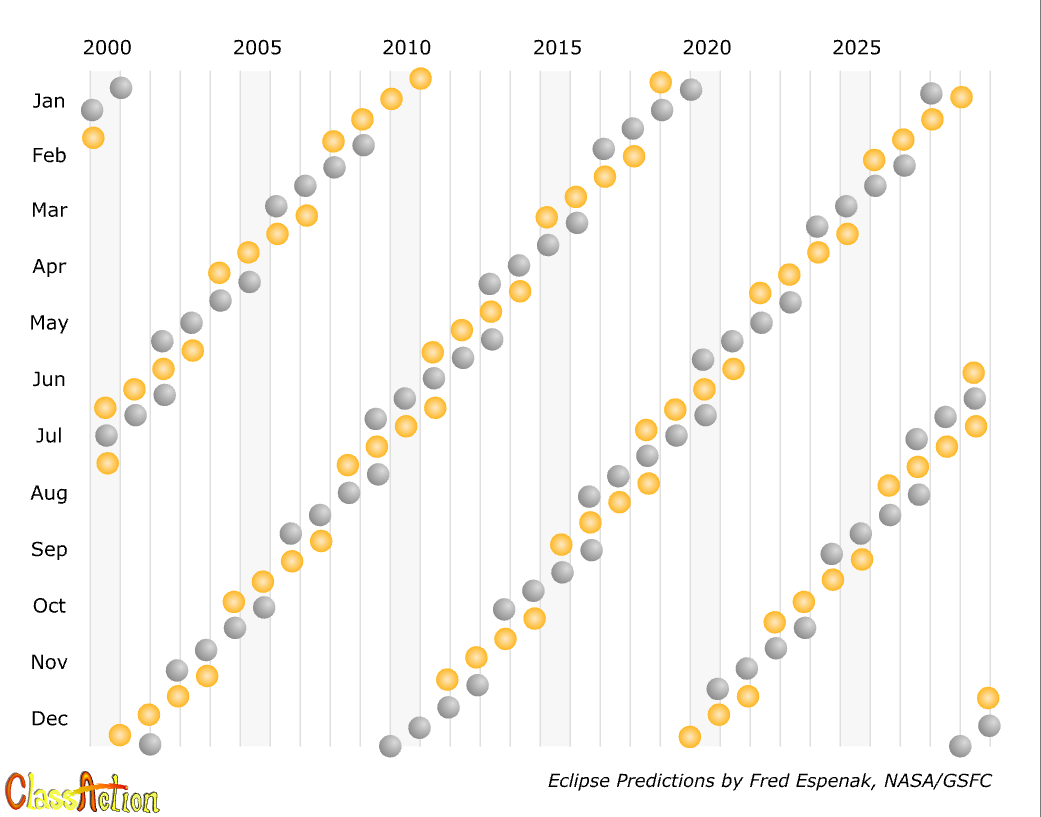 2000 2005 2010 2015 2020 2025
Jan
Feb
Mar
Apr
May
Jun
Jul
Aug
Sep
Oct
Nov
Dec
Eclipse Predictions by Fred Espenak, NASA/GSFC
ClassAction